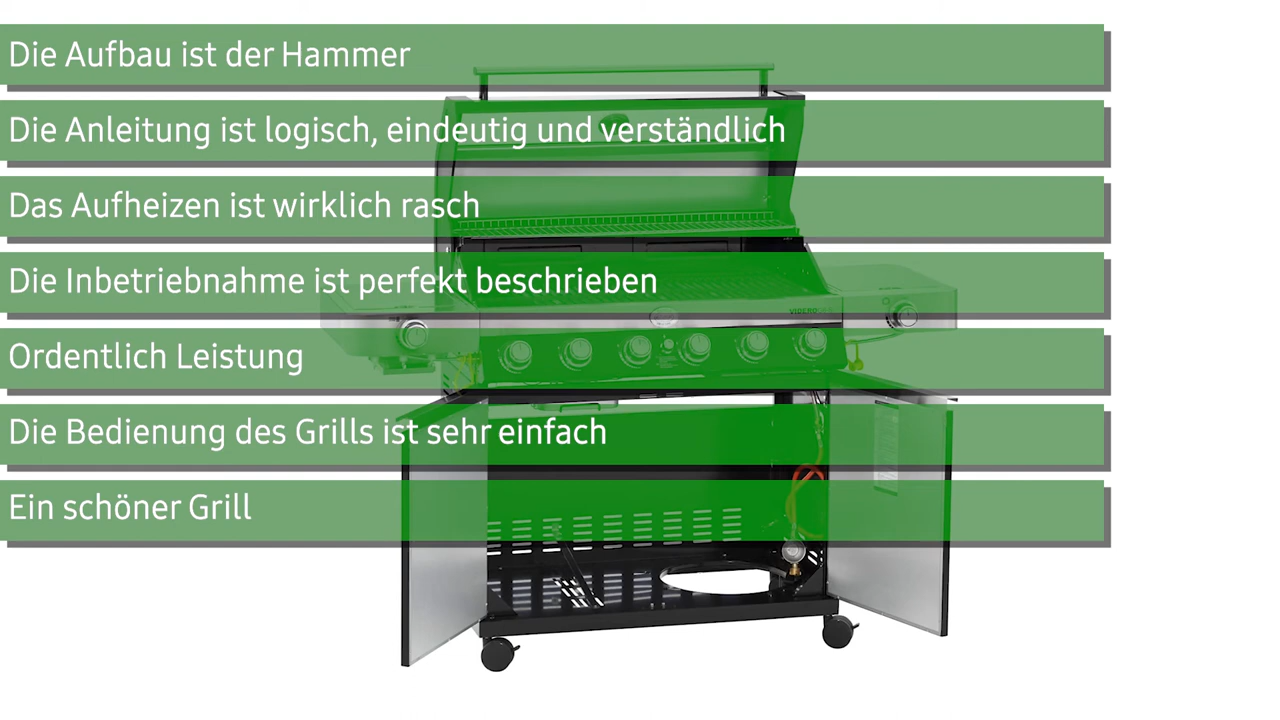 Die Aufbau ist der Hammer
Die Anleitung ist logisch, eindeutig und verständlich
Das Aufheizen ist wirklich rasch
Die Inbetriebnahme ist perfekt beschrieben
VIDERO
Ordentlich Leistung
Die Bedienung des Grills ist sehr einfach
Ein schöner Grill